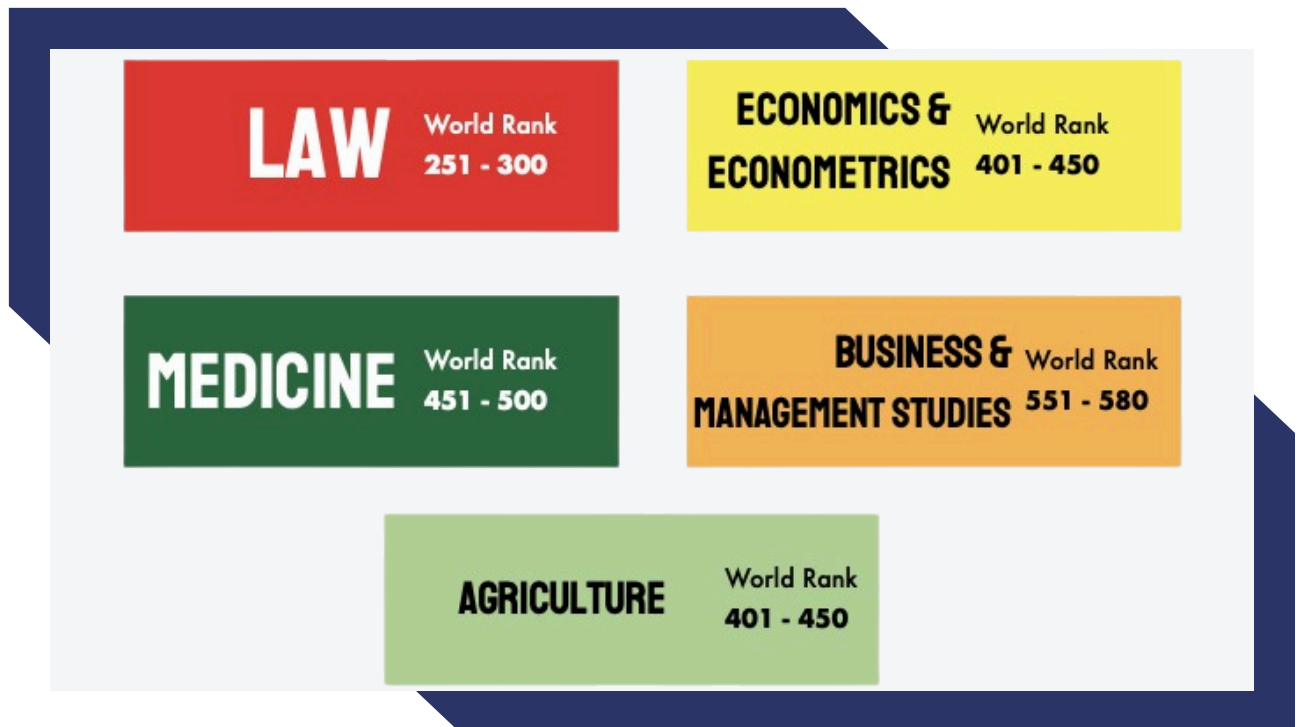 LAW
World Rank
251 - 300
ECONOMICS &
ECONOMETRICS
World Rank
401 - 450
MEDICINE
World Rank
451 - 500
BUSINESS &
MANAGEMENT STUDIES
World Rank
551 - 580
AGRICULTURE
World Rank
401 - 450